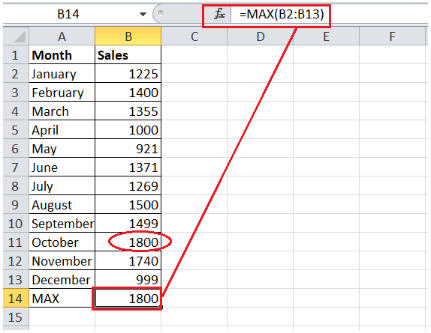 B14 fx =MAX(B2:B13)
A B C D E F
1 Month Sales
2 January 1225
3 February 1400
4 March 1355
5 April 1000
6 May 921
7 June 1371
8 July 1269
9 August 1500
10 September 1499
11 October 1800
12 November 1740
13 December 999
14 MAX 1800
15